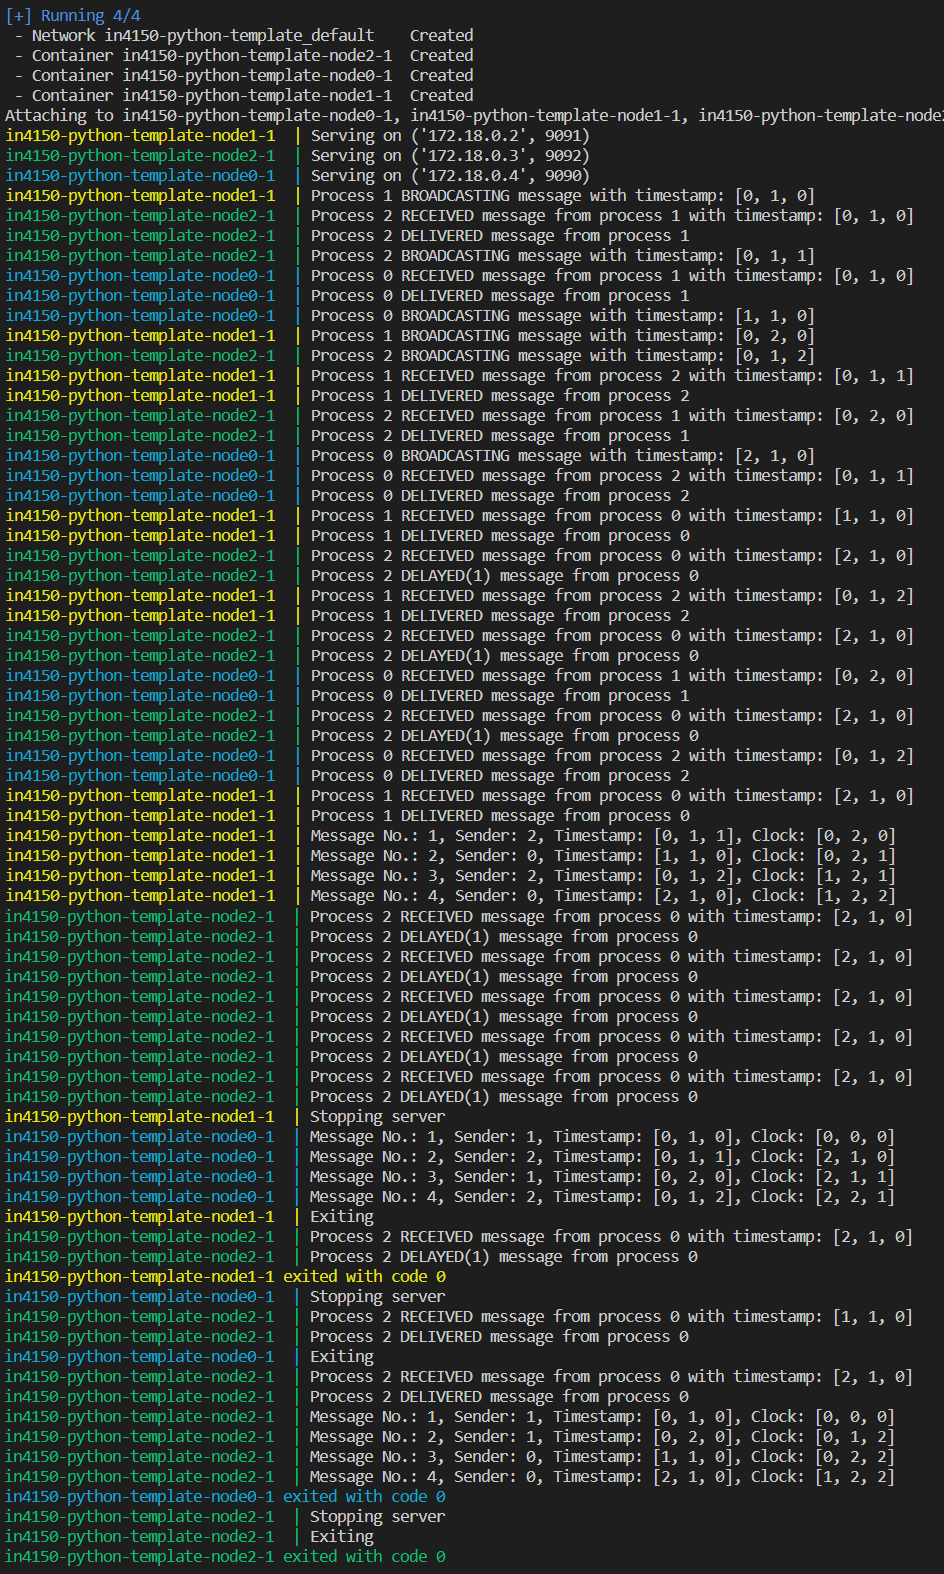 [+] Running 4/4
 - Network in4150-python-template_default    Created
 - Container in4150-python-template-node2-1  Created
 - Container in4150-python-template-node0-1  Created
 - Container in4150-python-template-node1-1  Created
Attaching to in4150-python-template-node0-1, in4150-python-template-node1-1, in4150-python-template-node2
in4150-python-template-node1-1  | Serving on ('172.18.0.2', 9091)
in4150-python-template-node2-1  | Serving on ('172.18.0.3', 9092)
in4150-python-template-node0-1  | Serving on ('172.18.0.4', 9090)
in4150-python-template-node1-1  | Process 1 BROADCASTING message with timestamp: [0, 1, 0]
in4150-python-template-node2-1  | Process 2 RECEIVED message from process 1 with timestamp: [0, 1, 0]
in4150-python-template-node2-1  | Process 2 DELIVERED message from process 1
in4150-python-template-node2-1  | Process 2 BROADCASTING message with timestamp: [0, 1, 1]
in4150-python-template-node0-1  | Process 0 RECEIVED message from process 1 with timestamp: [0, 1, 0]
in4150-python-template-node0-1  | Process 0 DELIVERED message from process 1
in4150-python-template-node0-1  | Process 0 BROADCASTING message with timestamp: [1, 1, 0]
in4150-python-template-node1-1  | Process 1 BROADCASTING message with timestamp: [0, 2, 0]
in4150-python-template-node2-1  | Process 2 BROADCASTING message with timestamp: [0, 1, 2]
in4150-python-template-node1-1  | Process 1 RECEIVED message from process 2 with timestamp: [0, 1, 1]
in4150-python-template-node1-1  | Process 1 DELIVERED message from process 2
in4150-python-template-node2-1  | Process 2 RECEIVED message from process 1 with timestamp: [0, 2, 0]
in4150-python-template-node2-1  | Process 2 DELIVERED message from process 1
in4150-python-template-node0-1  | Process 0 BROADCASTING message with timestamp: [2, 1, 0]
in4150-python-template-node0-1  | Process 0 RECEIVED message from process 2 with timestamp: [0, 1, 1]
in4150-python-template-node0-1  | Process 0 DELIVERED message from process 2
in4150-python-template-node1-1  | Process 1 RECEIVED message from process 0 with timestamp: [1, 1, 0]
in4150-python-template-node1-1  | Process 1 DELIVERED message from process 0
in4150-python-template-node2-1  | Process 2 RECEIVED message from process 0 with timestamp: [2, 1, 0]
in4150-python-template-node2-1  | Process 2 DELAYED(1) message from process 0
in4150-python-template-node1-1  | Process 1 RECEIVED message from process 2 with timestamp: [0, 1, 2]
in4150-python-template-node1-1  | Process 1 DELIVERED message from process 2
in4150-python-template-node2-1  | Process 2 RECEIVED message from process 0 with timestamp: [2, 1, 0]
in4150-python-template-node2-1  | Process 2 DELAYED(1) message from process 0
in4150-python-template-node0-1  | Process 0 RECEIVED message from process 1 with timestamp: [0, 2, 0]
in4150-python-template-node0-1  | Process 0 DELIVERED message from process 1
in4150-python-template-node2-1  | Process 2 RECEIVED message from process 0 with timestamp: [2, 1, 0]
in4150-python-template-node2-1  | Process 2 DELAYED(1) message from process 0
in4150-python-template-node0-1  | Process 0 RECEIVED message from process 2 with timestamp: [0, 1, 2]
in4150-python-template-node0-1  | Process 0 DELIVERED message from process 2
in4150-python-template-node1-1  | Process 1 RECEIVED message from process 0 with timestamp: [2, 1, 0]
in4150-python-template-node1-1  | Process 1 DELIVERED message from process 0
in4150-python-template-node1-1  | Message No.: 1, Sender: 2, Timestamp: [0, 1, 1], Clock: [0, 2, 0]
in4150-python-template-node1-1  | Message No.: 2, Sender: 0, Timestamp: [1, 1, 0], Clock: [0, 2, 1]
in4150-python-template-node1-1  | Message No.: 3, Sender: 2, Timestamp: [0, 1, 2], Clock: [1, 2, 1]
in4150-python-template-node1-1  | Message No.: 4, Sender: 0, Timestamp: [2, 1, 0], Clock: [1, 2, 2]
in4150-python-template-node2-1  | Process 2 RECEIVED message from process 0 with timestamp: [2, 1, 0]
in4150-python-template-node2-1  | Process 2 DELAYED(1) message from process 0
in4150-python-template-node2-1  | Process 2 RECEIVED message from process 0 with timestamp: [2, 1, 0]
in4150-python-template-node2-1  | Process 2 DELAYED(1) message from process 0
in4150-python-template-node2-1  | Process 2 RECEIVED message from process 0 with timestamp: [2, 1, 0]
in4150-python-template-node2-1  | Process 2 DELAYED(1) message from process 0
in4150-python-template-node2-1  | Process 2 RECEIVED message from process 0 with timestamp: [2, 1, 0]
in4150-python-template-node2-1  | Process 2 DELAYED(1) message from process 0
in4150-python-template-node2-1  | Process 2 RECEIVED message from process 0 with timestamp: [2, 1, 0]
in4150-python-template-node2-1  | Process 2 DELAYED(1) message from process 0
in4150-python-template-node1-1  | Stopping server
in4150-python-template-node0-1  | Message No.: 1, Sender: 1, Timestamp: [0, 1, 0], Clock: [0, 0, 0]
in4150-python-template-node0-1  | Message No.: 2, Sender: 2, Timestamp: [0, 1, 1], Clock: [2, 1, 0]
in4150-python-template-node0-1  | Message No.: 3, Sender: 1, Timestamp: [0, 2, 0], Clock: [2, 1, 1]
in4150-python-template-node0-1  | Message No.: 4, Sender: 2, Timestamp: [0, 1, 2], Clock: [2, 2, 1]
in4150-python-template-node1-1  | Exiting
in4150-python-template-node2-1  | Process 2 RECEIVED message from process 0 with timestamp: [2, 1, 0]
in4150-python-template-node2-1  | Process 2 DELAYED(1) message from process 0
in4150-python-template-node1-1 exited with code 0
in4150-python-template-node0-1  | Stopping server
in4150-python-template-node2-1  | Process 2 RECEIVED message from process 0 with timestamp: [1, 1, 0]
in4150-python-template-node2-1  | Process 2 DELIVERED message from process 0
in4150-python-template-node0-1  | Exiting
in4150-python-template-node2-1  | Process 2 RECEIVED message from process 0 with timestamp: [2, 1, 0]
in4150-python-template-node2-1  | Process 2 DELIVERED message from process 0
in4150-python-template-node2-1  | Message No.: 1, Sender: 1, Timestamp: [0, 1, 0], Clock: [0, 0, 0]
in4150-python-template-node2-1  | Message No.: 2, Sender: 1, Timestamp: [0, 2, 0], Clock: [0, 1, 2]
in4150-python-template-node2-1  | Message No.: 3, Sender: 0, Timestamp: [1, 1, 0], Clock: [0, 2, 2]
in4150-python-template-node2-1  | Message No.: 4, Sender: 0, Timestamp: [2, 1, 0], Clock: [1, 2, 2]
in4150-python-template-node0-1 exited with code 0
in4150-python-template-node2-1  | Stopping server
in4150-python-template-node2-1  | Exiting
in4150-python-template-node2-1 exited with code 0